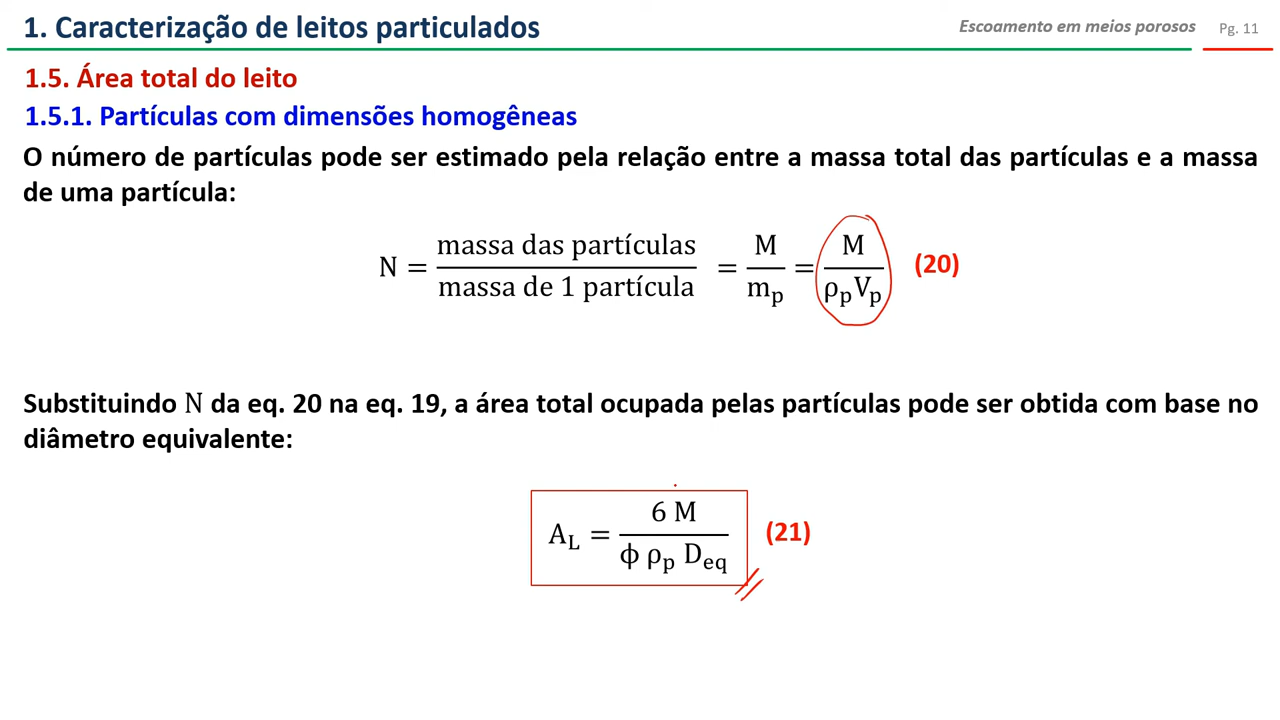 1. Caracterização de leitos particulados
Escoamento em meios porosos
Pg. 11
1.5. Área total do leito
1.5.1. Partículas com dimensões homogêneas
O número de partículas pode ser estimado pela relação entre a massa total das partículas e a massa
de uma partícula:
N = massa das partículas / massa de 1 partícula = M / m_p = M / ρ_p V_p (20)
Substituindo N da eq. 20 na eq. 19, a área total ocupada pelas partículas pode ser obtida com base no
diâmetro equivalente:
A_L = 6 M / ϕ ρ_p D_eq (21)